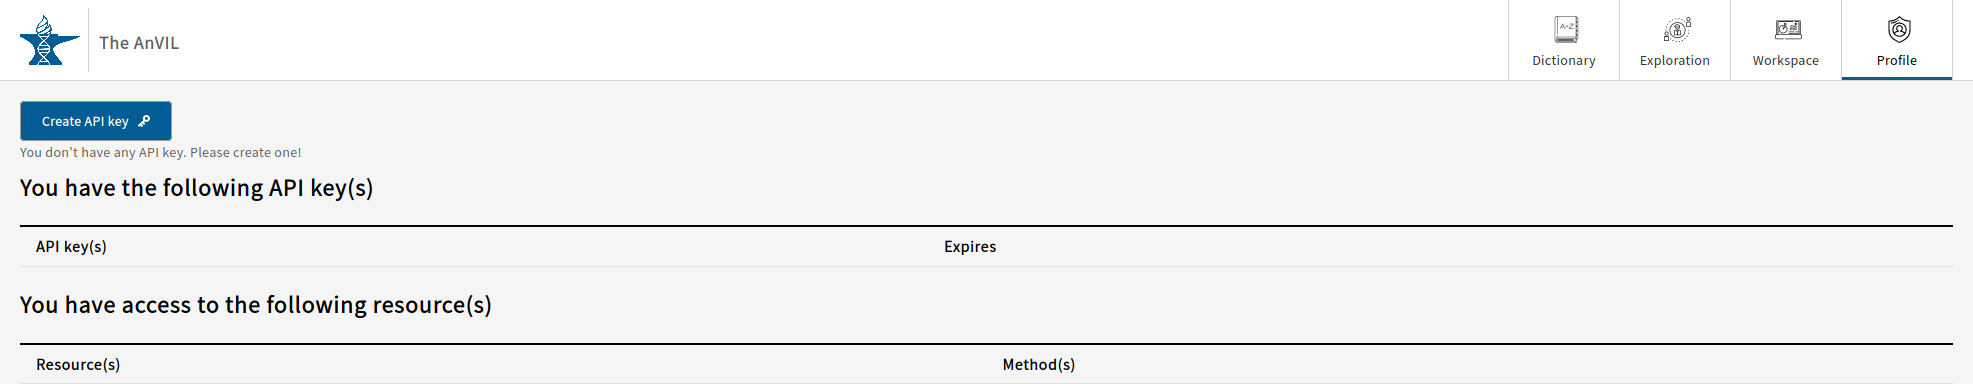 The AnVIL
Dictionary Exploration Workspace Profile
Create API key
You don't have any API key. Please create one!
You have the following API key(s)
API key(s) Expires
You have access to the following resource(s)
Resource(s) Method(s)